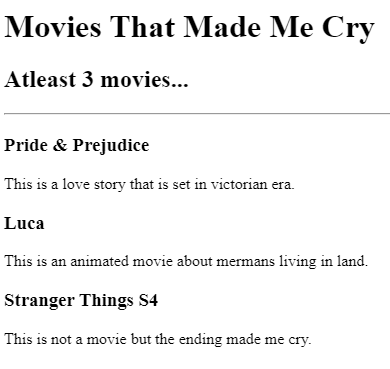 Movies That Made Me Cry
Atleast 3 movies...
Pride & Prejudice
This is a love story that is set in victorian era.
Luca
This is an animated movie about mermans living in land.
Stranger Things S4
This is not a movie but the ending made me cry.